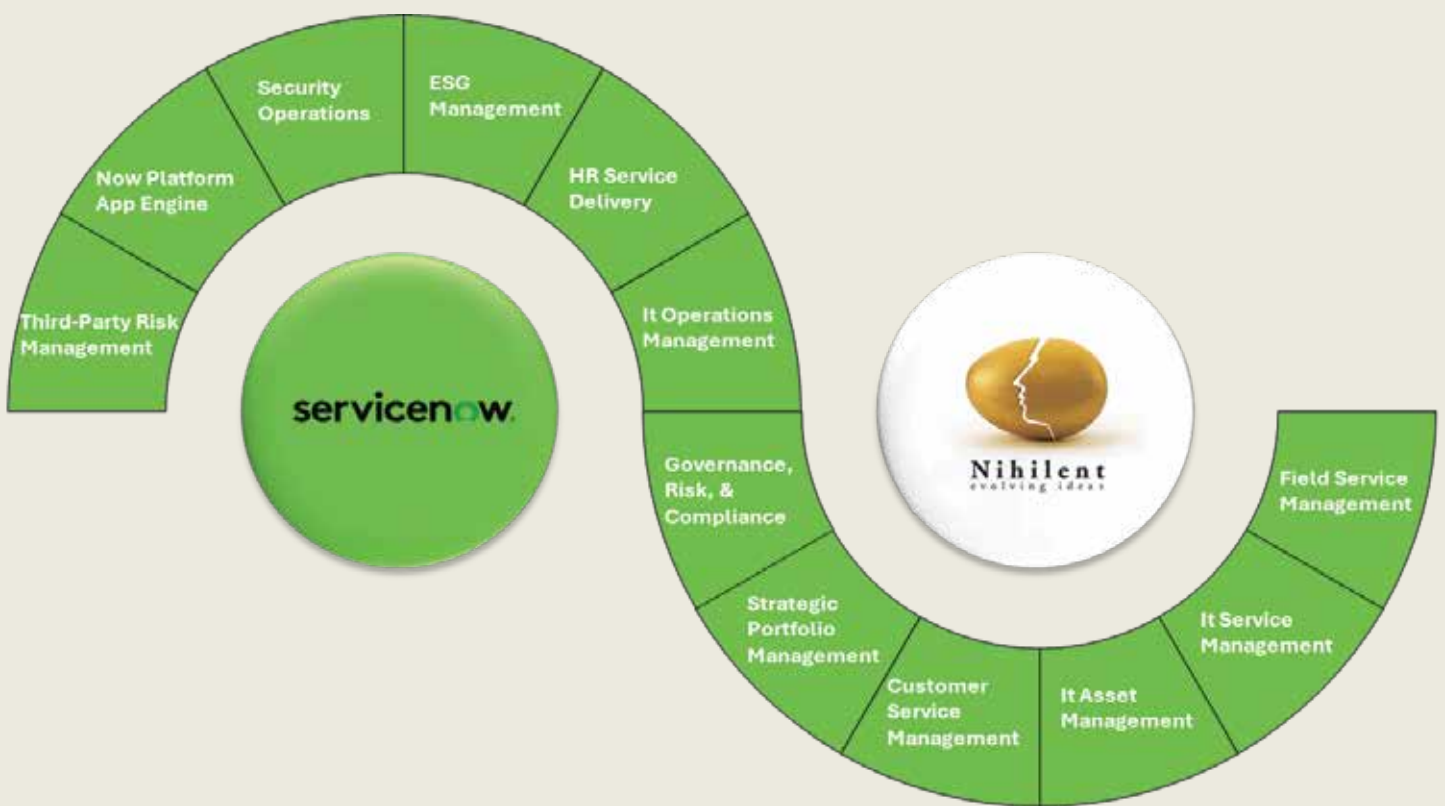 Security
Operations
ESG
Management
Now Platform
App Engine
HR Service
Delivery
Third-Party Risk
Management
It Operations
Management
servicenow.
Nihilent
evolving ideas
Governance,
Risk, &
Compliance
Field Service
Management
Strategic
Portfolio
Management
It Service
Management
Customer
Service
Management
It Asset
Management